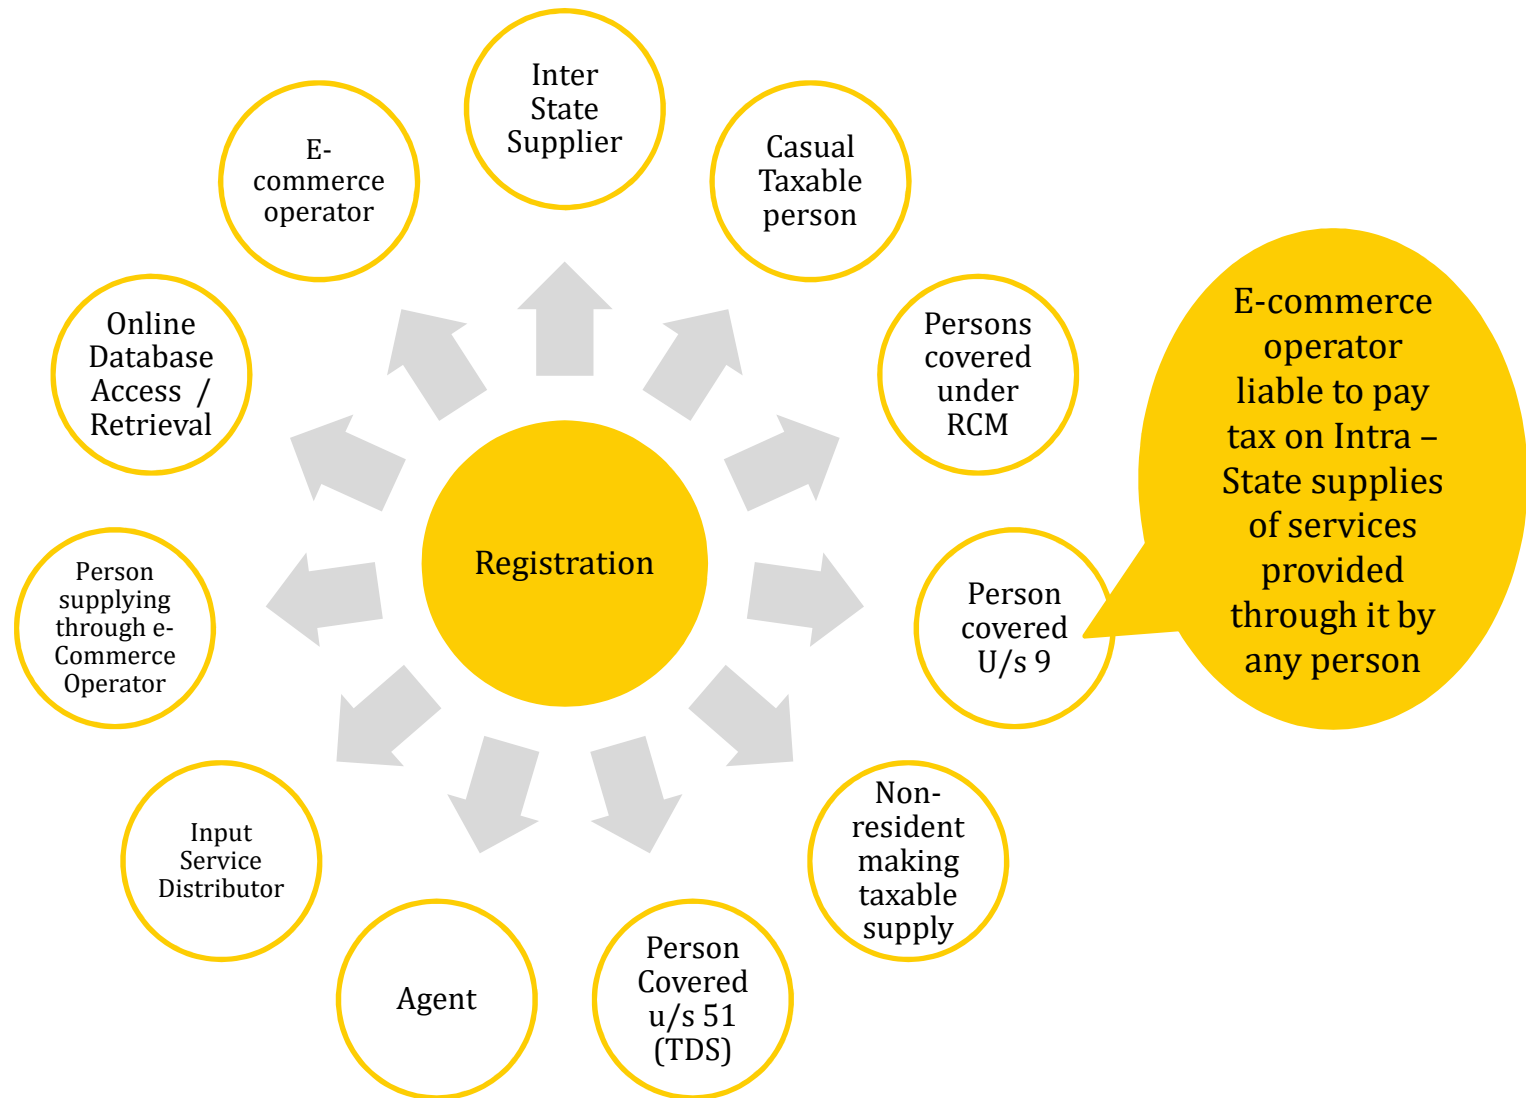 Inter
State
Supplier
Casual
Taxable
person
Persons
covered
under
RCM
Person
covered
U/s 9
E-commerce
operator
liable to pay
tax on Intra –
State supplies
of services
provided
through it by
any person
Non-
resident
making
taxable
supply
Person
Covered
u/s 51
(TDS)
Agent
Input
Service
Distributor
Person
supplying
through e-
Commerce
Operator
Online
Database
Access /
Retrieval
E-
commerce
operator
Registration